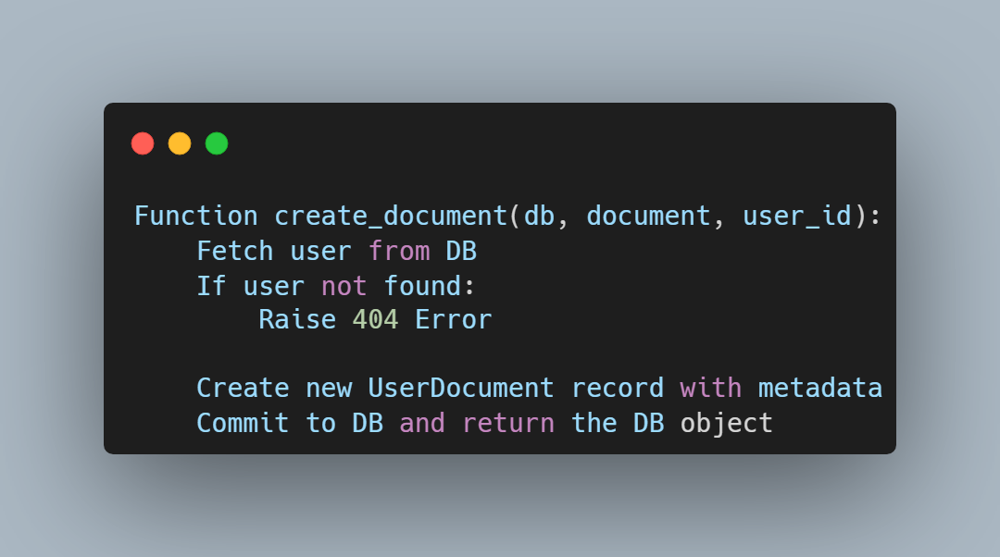 Function create_document(db, document, user_id):
    Fetch user from DB
    If user not found:
        Raise 404 Error
    Create new UserDocument record with metadata
    Commit to DB and return the DB object